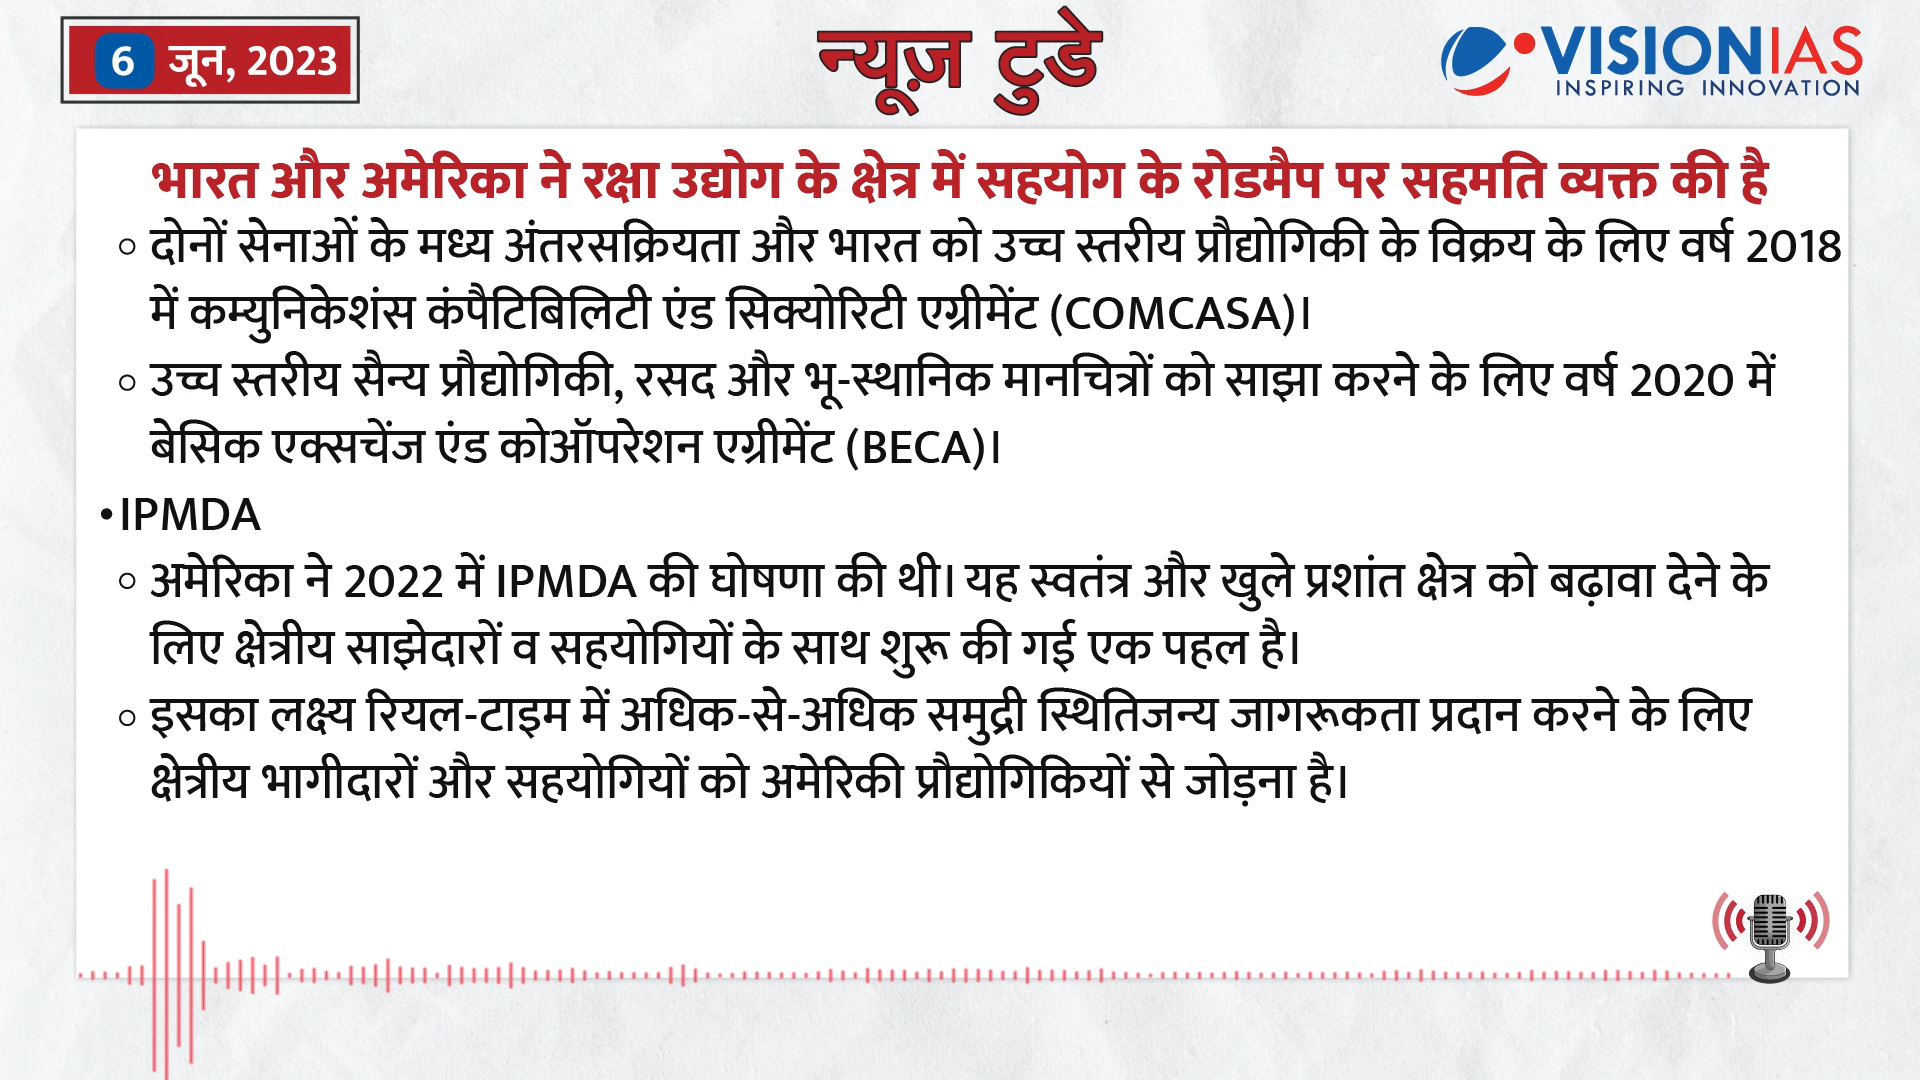 6 जून, 2023
न्यूज़ टुडे
VISIONIAS
INSPIRING INNOVATION
भारत और अमेरिका ने रक्षा उद्योग के क्षेत्र में सहयोग के रोडमैप पर सहमति व्यक्त की है
○ दोनों सेनाओं के मध्य अंतरसक्रियता और भारत को उच्च स्तरीय प्रौद्योगिकी के विक्रय के लिए वर्ष 2018
में कम्युनिकेशंस कंपैटिबिलिटी एंड सिक्योरिटी एग्रीमेंट (COMCASA)।
○ उच्च स्तरीय सैन्य प्रौद्योगिकी, रसद और भू-स्थानिक मानचित्रों को साझा करने के लिए वर्ष 2020 में
बेसिक एक्सचेंज एंड कोऑपरेशन एग्रीमेंट (BECA)।
• IPMDA
○ अमेरिका ने 2022 में IPMDA की घोषणा की थी। यह स्वतंत्र और खुले प्रशांत क्षेत्र को बढ़ावा देने के
लिए क्षेत्रीय साझेदारों व सहयोगियों के साथ शुरू की गई एक पहल है।
○ इसका लक्ष्य रियल-टाइम में अधिक-से-अधिक समुद्री स्थितिजन्य जागरूकता प्रदान करने के लिए
क्षेत्रीय भागीदारों और सहयोगियों को अमेरिकी प्रौद्योगिकियों से जोड़ना है।